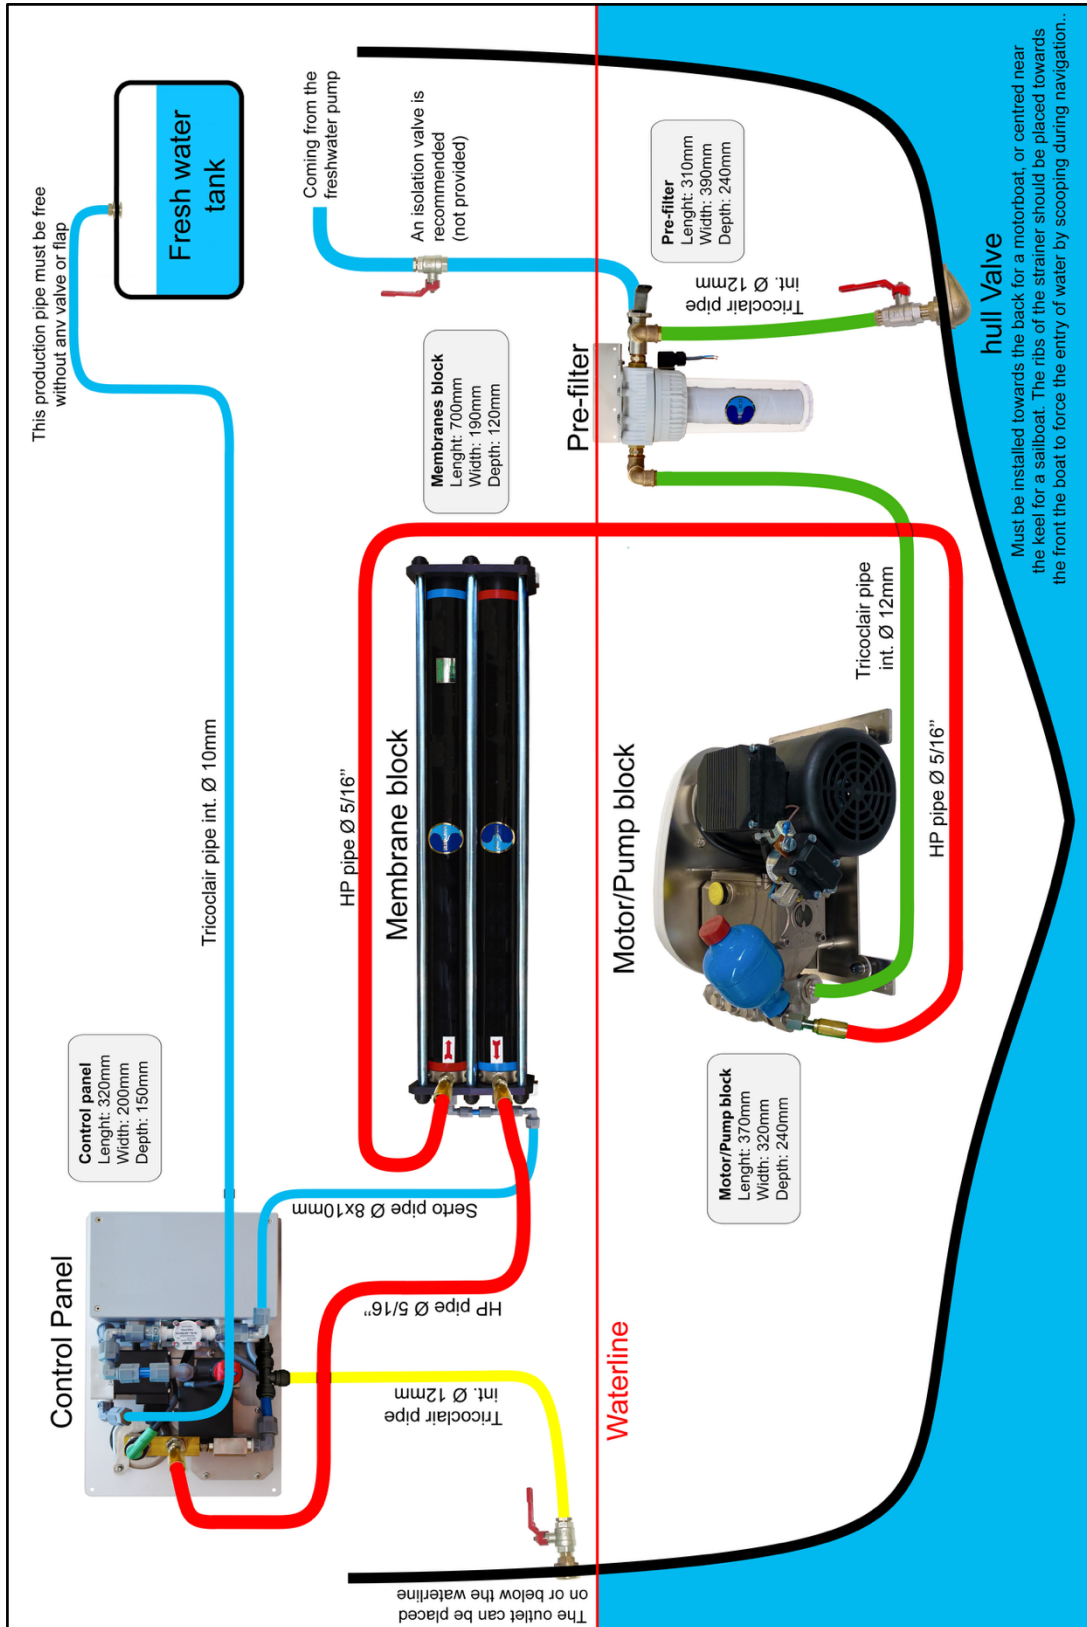 This production pipe must be free
without any valve or flap
Fresh water
tank
Coming from the
freshwater pump
An isolation valve is
recommended
(not provided)
Tricoclair pipe int. Ø 10mm
Control panel
Lenght: 320mm
Width: 200mm
Depth: 150mm
Control Panel
Membranes block
Lenght: 700mm
Width: 190mm
Depth: 120mm
HP pipe Ø 5/16”
Membrane block
Serto pipe Ø 8x10mm
HP pipe Ø 5/16”
Tricoclair pipe
int. Ø 12mm
The outlet can be placed
on or below the waterline
Waterline
Pre-filter
Pre-filter
Lenght: 310mm
Width: 390mm
Depth: 240mm
Tricoclair pipe
int. Ø 12mm
Motor/Pump block
Motor/Pump block
Lenght: 370mm
Width: 320mm
Depth: 240mm
Tricoclair pipe
int. Ø 12mm
HP pipe Ø 5/16”
hull Valve
Must be installed towards the back for a motorboat, or centred near
the keel for a sailboat. The ribs of the strainer should be placed towards
the front the boat to force the entry of water by scooping during navigation..